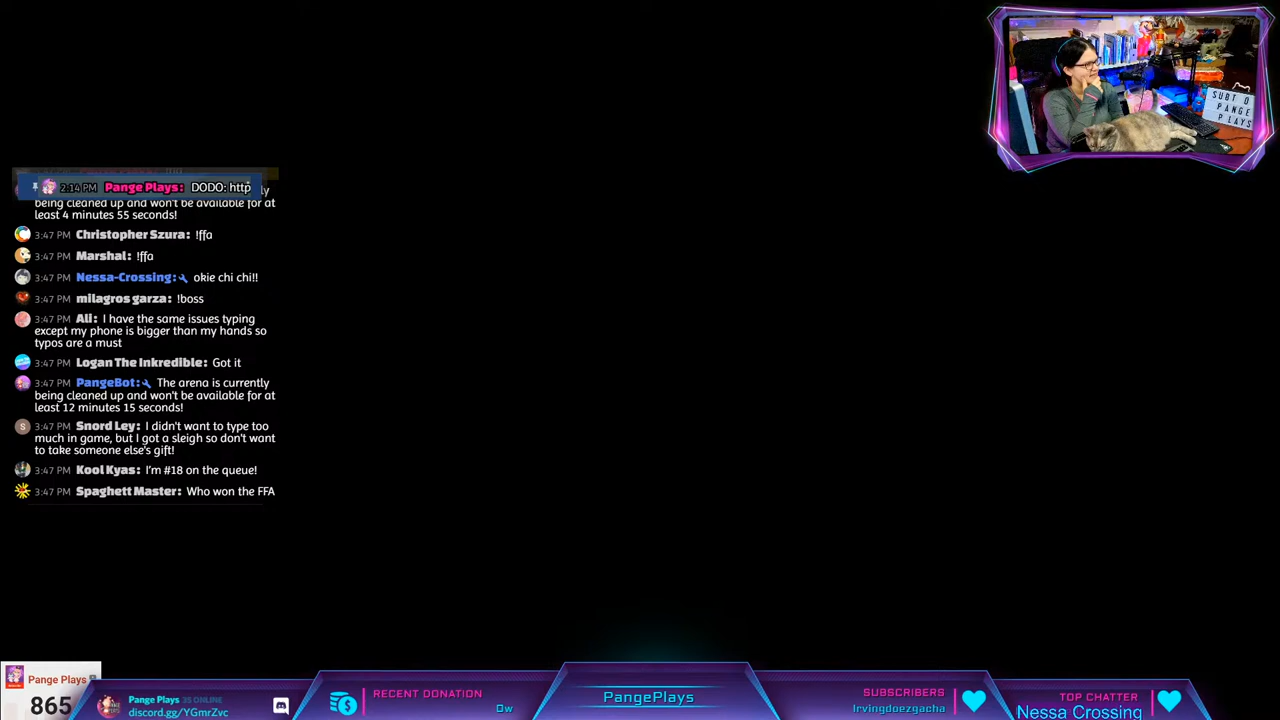 SUBT O
PANGE
PLAYS
2:14 PM Pange Plays: DODO: http
being cleaned up and won't be available for at
least 4 minutes 55 seconds!
3:47 PM Christopher Szura: !ffa
3:47 PM Marshal: !ffa
3:47 PM Nessa-Crossing: okie chi chi!!
3:47 PM milagros garza: !boss
3:47 PM Ali: I have the same issues typing
except my phone is bigger than my hands so
typos are a must
3:47 PM Logan The Inkredible: Got it
3:47 PM PangeBot: The arena is currently
being cleaned up and won't be available for at
least 12 minutes 15 seconds!
S 3:47 PM Snord Ley: I didn't want to type too
much in game, but I got a sleigh so don't want
to take someone else's gift!
3:47 PM Kool Kyas: I'm #18 on the queue!
3:47 PM Spaghett Master: Who won the FFA
Pange Plays
865
Pange Plays 35 ONLINE
discord.gg/YGmrZvc
RECENT DONATION
Ow
PangePlays
SUBSCRIBERS
Irvingdoezgacha
TOP CHATTER
Nessa Crossing